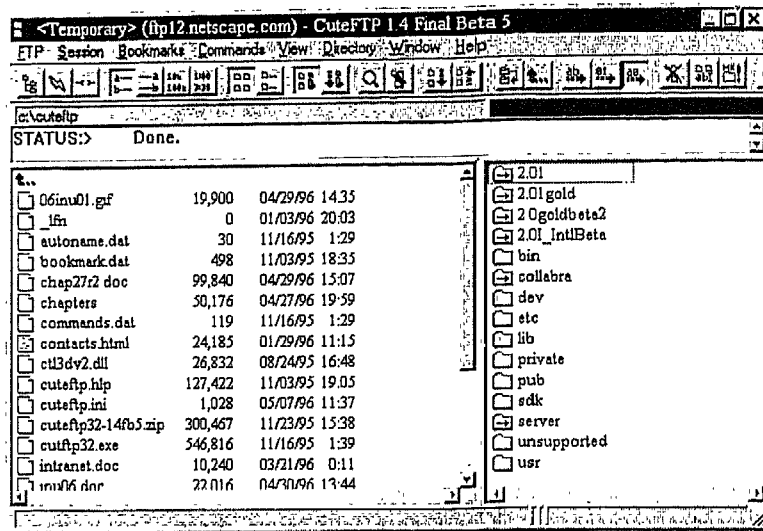 <Temporary> (ftp12.netscape.com) - CuteFTP 1.4 Final Beta 5
FTP Session Bookmarks Commands View Directory Window Help
c:\cuteftp
STATUS:> Done.
..
06inu01.gif 19,900 04/29/96 14.35
_lfn 0 01/03/96 20:03
autoname.dat 30 11/16/95 1:29
bookmark.dat 498 11/03/95 18:35
chap27r2 doc 99,840 04/29/96 15:07
chapters 50,176 04/27/96 19:59
commands.dat 119 11/16/95 1:29
contacts.html 24,185 01/29/96 11:15
ctl3dv2.dll 26,832 08/24/95 16:48
cuteftp.hlp 127,422 11/03/95 19.05
cuteftp.ini 1,028 05/07/96 11:37
cuteftp32-14fb5.zip 300,467 11/23/95 15:38
cutftp32.exe 546,816 11/16/95 1:39
intranet.doc 10,240 03/21/96 0:11
inu06 doc 22,016 04/30/96 13:44
2.01
2.01gold
2 0goldbeta2
2.0I_IntlBeta
bin
collabra
dev
etc
lib
private
pub
sdk
server
unsupported
usr